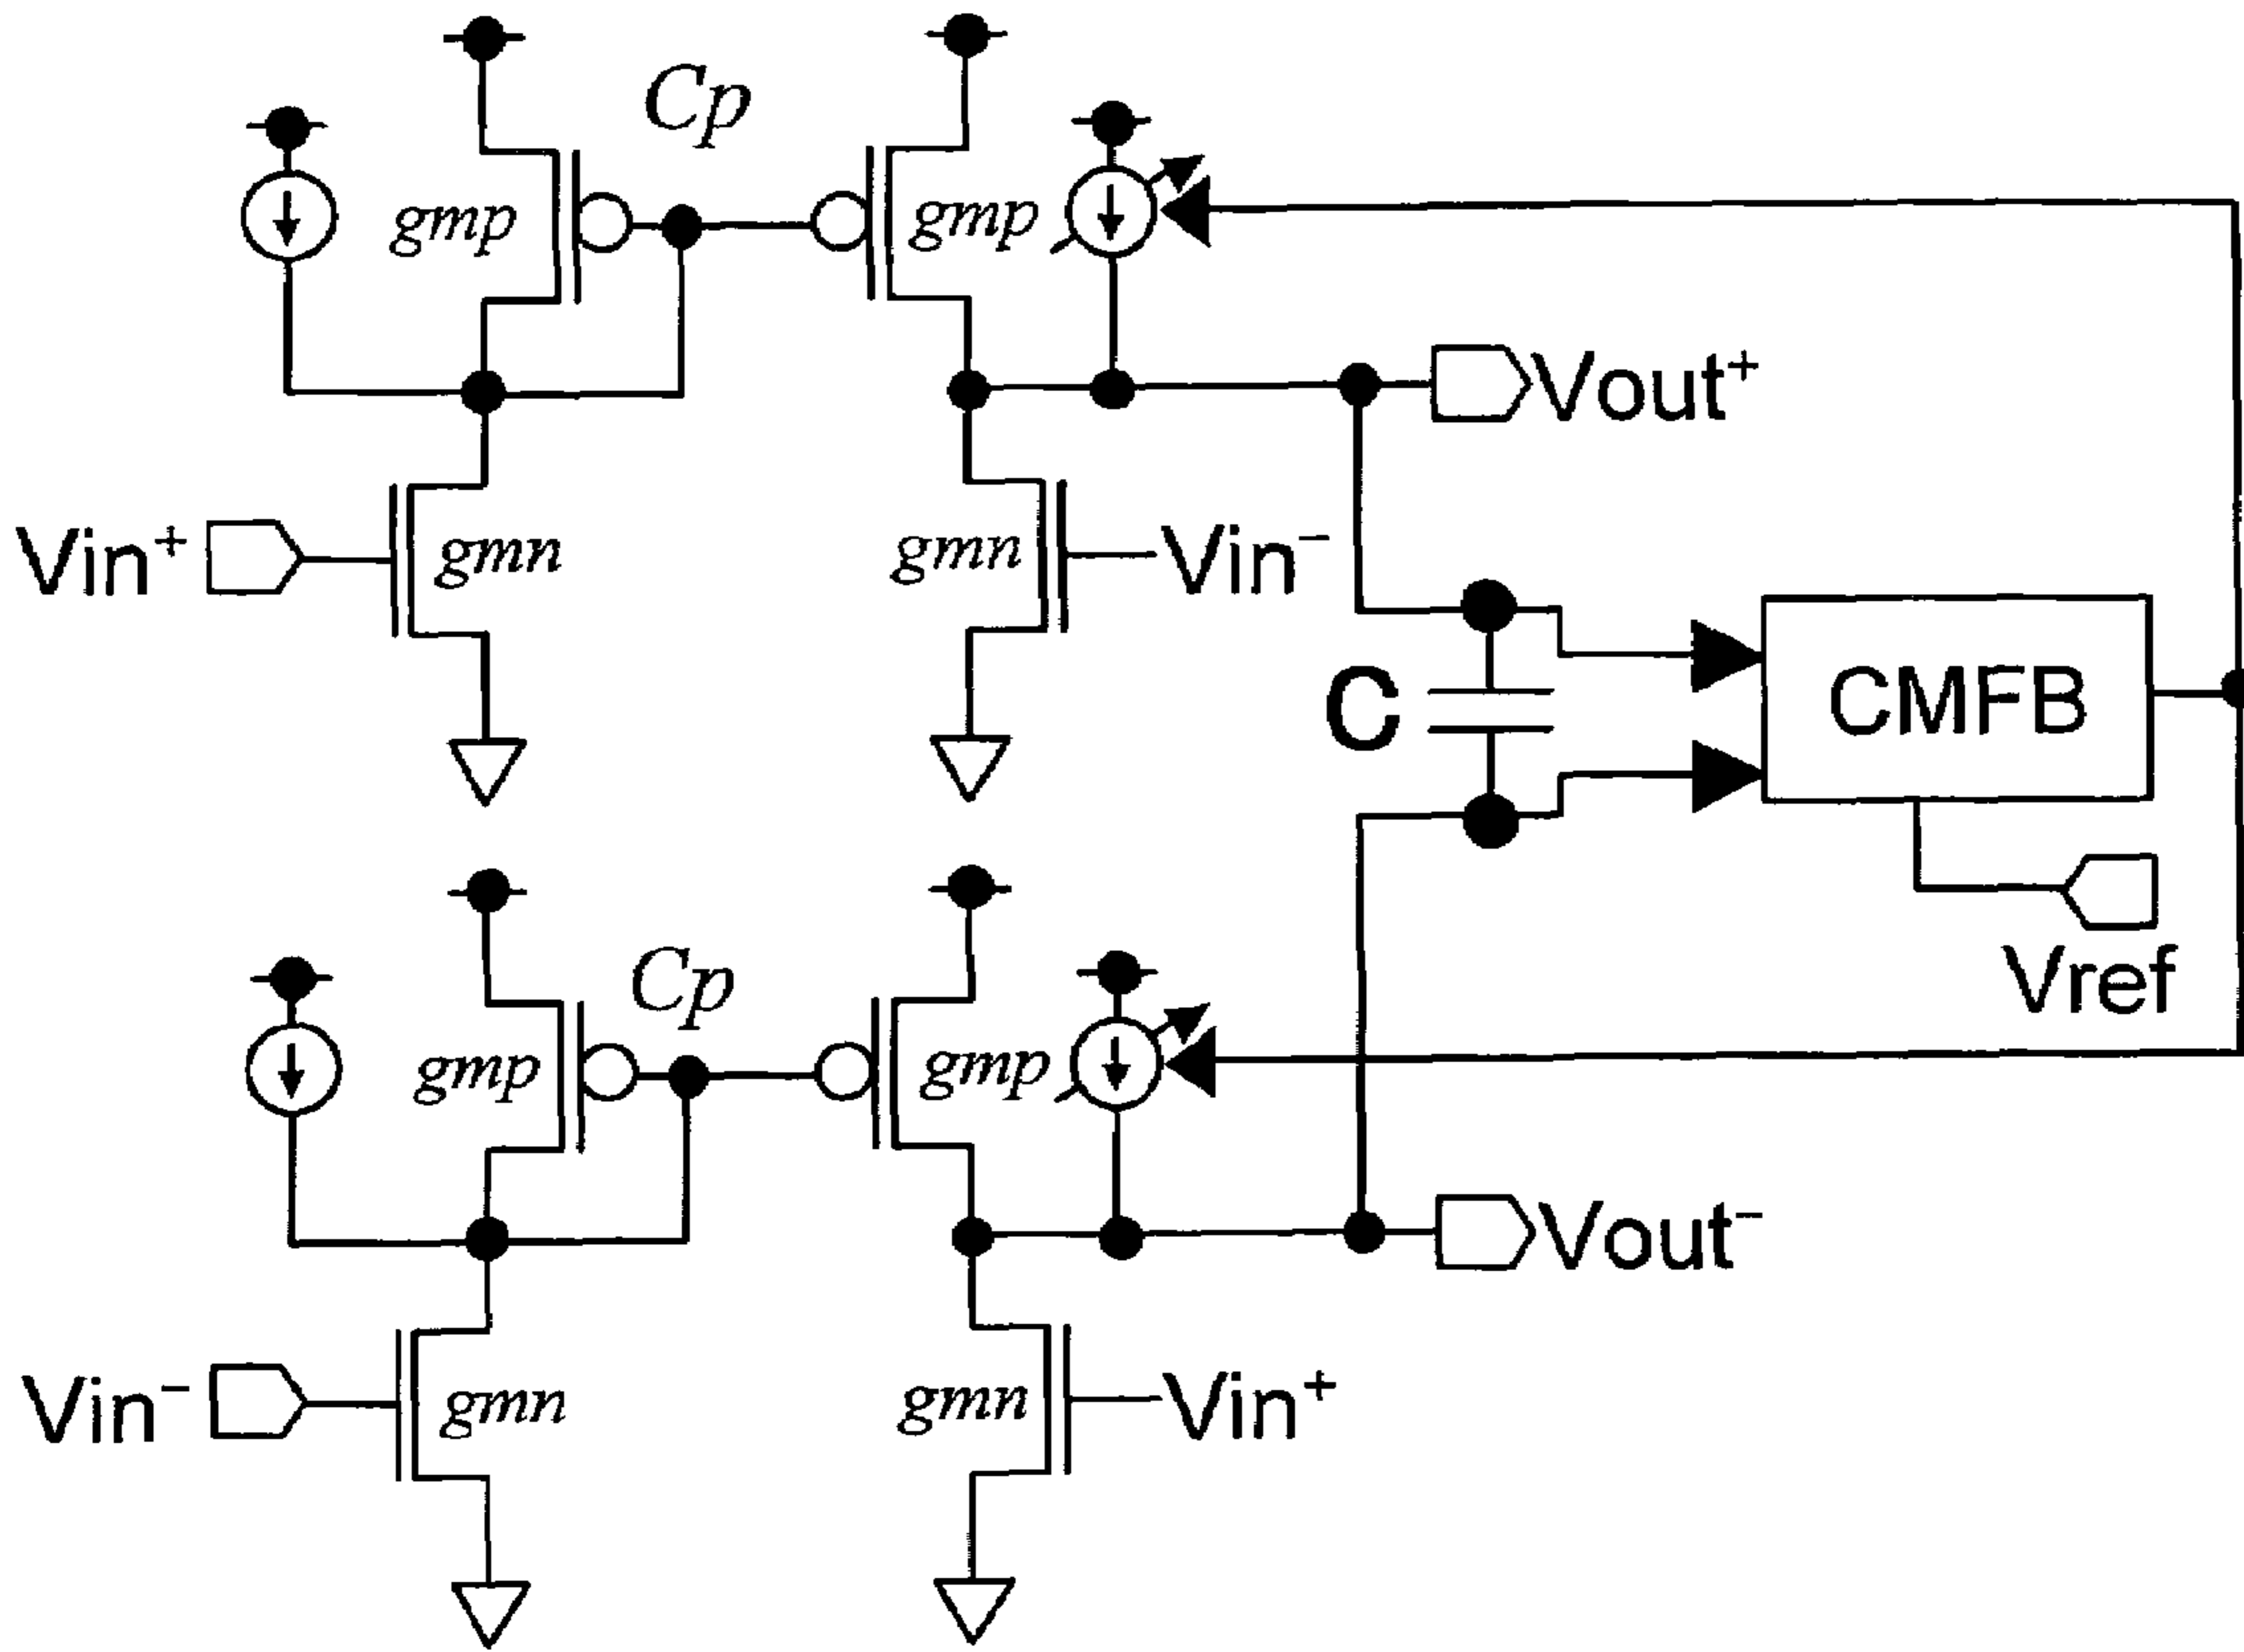 Cp
gmp
gmp
Vout⁺
Vin⁺
gmn
gmn
Vin⁻
C
CMFB
Vref
Cp
gmp
gmp
Vout⁻
Vin⁻
gmn
gmn
Vin⁺